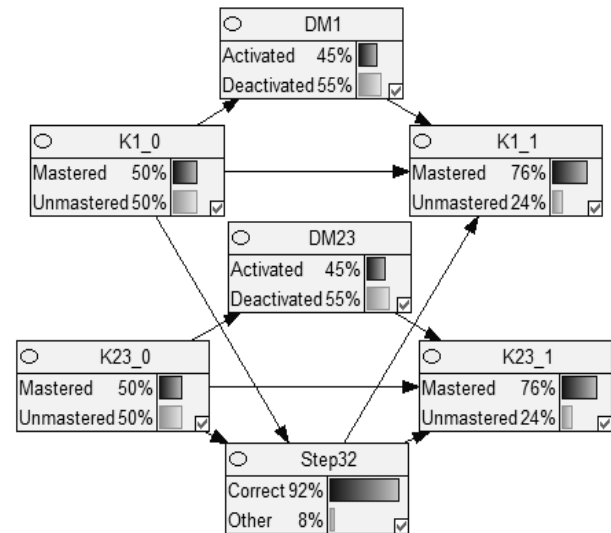 DM1
Activated 45%
Deactivated 55%
K1_0
Mastered 50%
Unmastered 50%
K1_1
Mastered 76%
Unmastered 24%
DM23
Activated 45%
Deactivated 55%
K23_0
Mastered 50%
Unmastered 50%
K23_1
Mastered 76%
Unmastered 24%
Step32
Correct 92%
Other 8%